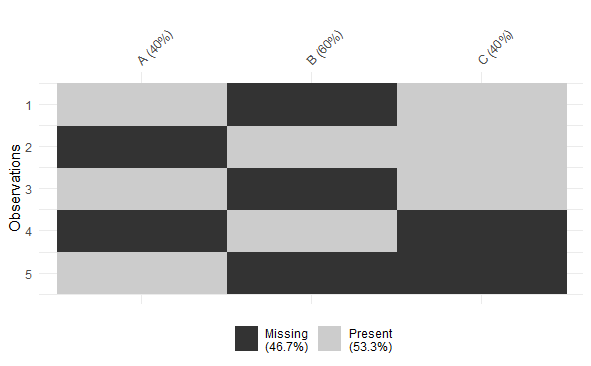 A (40%)
B (60%)
C (40%)
Observations
1
2
3
4
5
Missing
(46.7%)
Present
(53.3%)